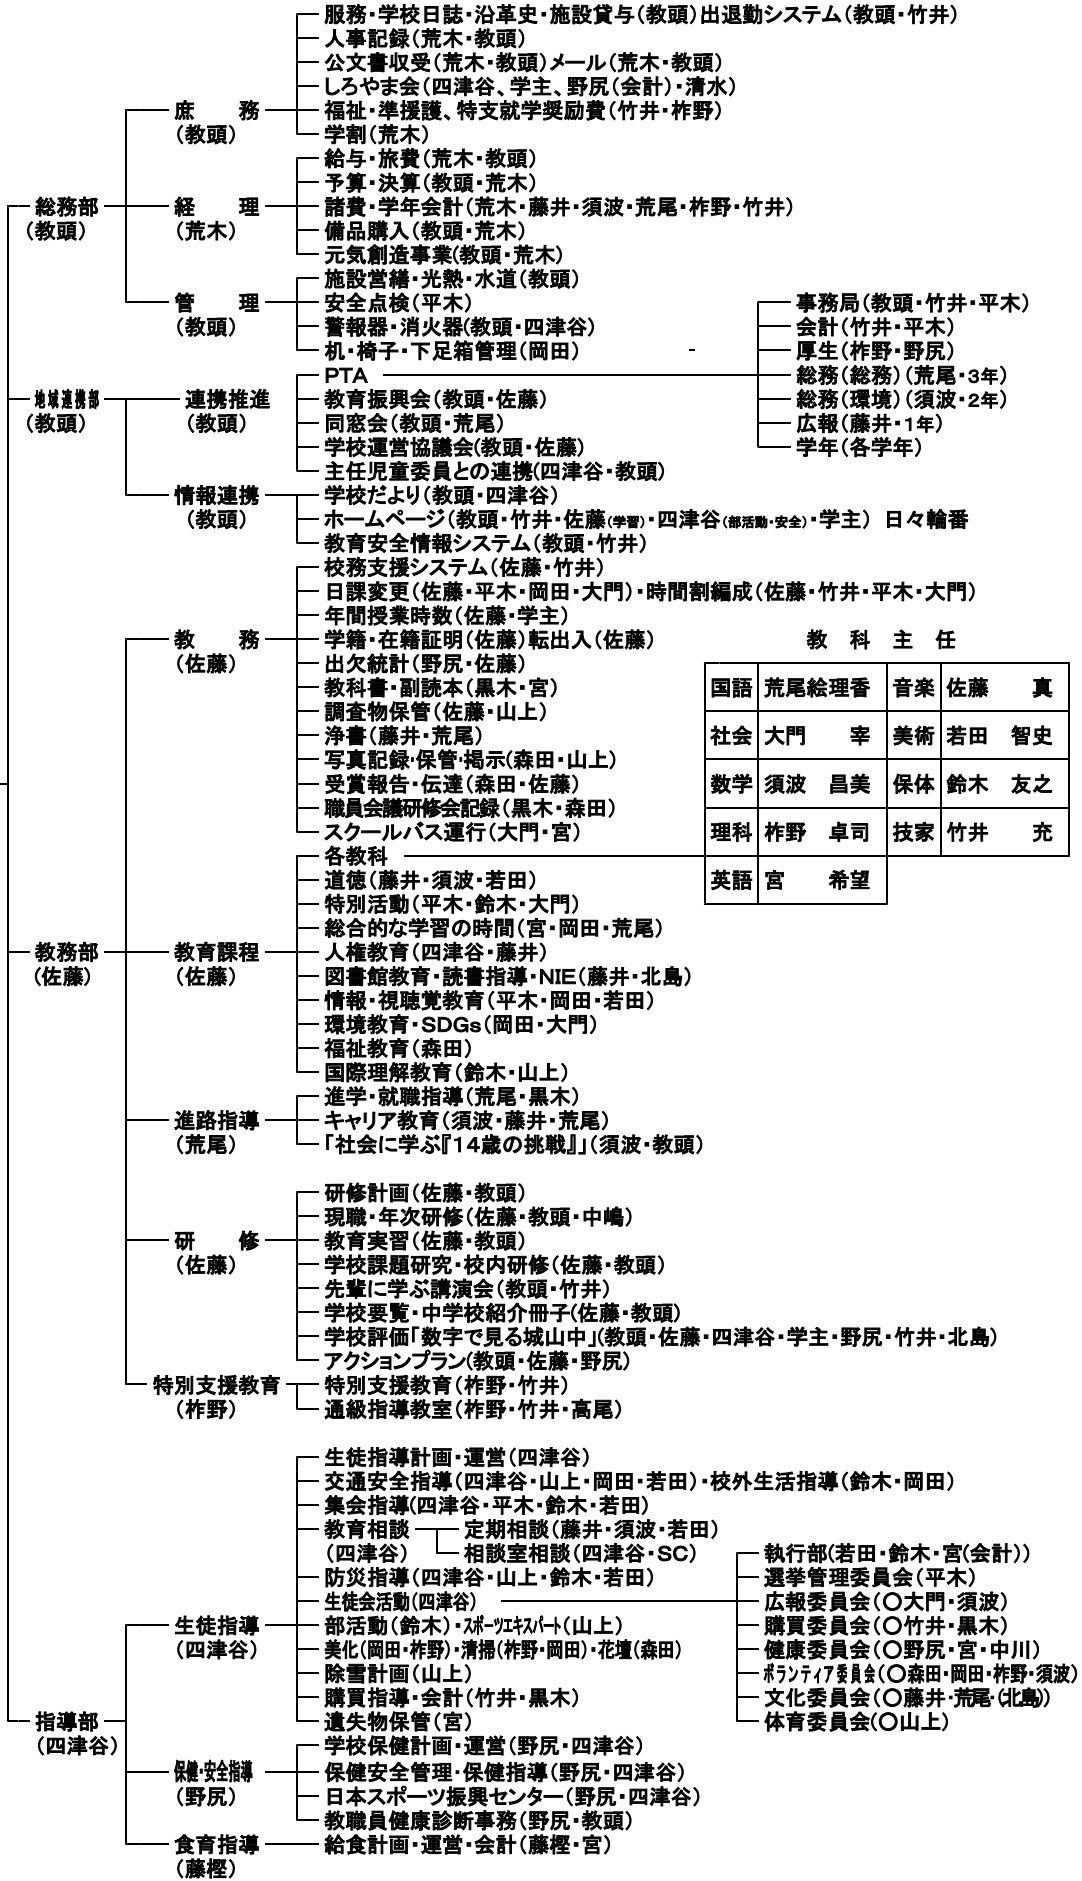 服務・学校日誌・沿革史・施設貸与(教頭)出退勤システム(教頭・竹井)
人事記録(荒木・教頭)
公文書収受(荒木・教頭)メール(荒木・教頭)
しろやま会(四津谷、学主、野尻(会計)・清水)
庶　務
福祉・準援護、特支就学奨励費(竹井・柞野)
(教頭)
学割(荒木)
給与・旅費(荒木・教頭)
予算・決算(教頭・荒木)
総務部
経　理
諸費・学年会計(荒木・藤井・須波・荒尾・柞野・竹井)
(教頭)
(荒木)
備品購入(教頭・荒木)
元気創造事業(教頭・荒木)
施設営繕・光熱・水道(教頭)
管　理
安全点検(平木)
事務局(教頭・竹井・平木)
(教頭)
警報器・消火器(教頭・四津谷)
会計(竹井・平木)
机・椅子・下足箱管理(岡田)
-
厚生(柞野・野尻)
PTA
総務(総務)(荒尾・3年)
地域連携部
連携推進
教育振興会(教頭・佐藤)
総務(環境)(須波・2年)
(教頭)
(教頭)
同窓会(教頭・荒尾)
広報(藤井・1年)
学校運営協議会(教頭・佐藤)
学年(各学年)
主任児童委員との連携(四津谷・教頭)
情報連携
学校だより(教頭・四津谷)
(教頭)
ホームページ(教頭・竹井・佐藤(学習)・四津谷(部活動・安全)・学主) 日々輪番
教育安全情報システム(教頭・竹井)
校務支援システム(佐藤・竹井)
日課変更(佐藤・平木・岡田・大門)・時間割編成(佐藤・竹井・平木・大門)
年間授業時数(佐藤・学主)
教　務
学籍・在籍証明(佐藤)転出入(佐藤)
教　科　主　任
(佐藤)
出欠統計(野尻・佐藤)
教科書・副読本(黒木・宮)
国語 荒尾絵理香 音楽 佐藤　真
調査物保管(佐藤・山上)
浄書(藤井・荒尾)
社会 大門　宰 美術 若田　智史
写真記録・保管・掲示(森田・山上)
受賞報告・伝達(森田・佐藤)
数学 須波　昌美 保体 鈴木　友之
職員会議研修会記録(黒木・森田)
スクールバス運行(大門・宮)
理科 柞野　卓司 技家 竹井　充
各教科
道徳(藤井・須波・若田)
英語 宮　希望
特別活動(平木・鈴木・大門)
総合的な学習の時間(宮・岡田・荒尾)
教務部
教育課程
人権教育(四津谷・藤井)
(佐藤)
(佐藤)
図書館教育・読書指導・NIE(藤井・北島)
情報・視聴覚教育(平木・岡田・若田)
環境教育・SDGs(岡田・大門)
福祉教育(森田)
国際理解教育(鈴木・山上)
進学・就職指導(荒尾・黒木)
進路指導
キャリア教育(須波・藤井・荒尾)
(荒尾)
「社会に学ぶ『14歳の挑戦』」(須波・教頭)
研修計画(佐藤・教頭)
現職・年次研修(佐藤・教頭・中嶋)
研　修
教育実習(佐藤・教頭)
(佐藤)
学校課題研究・校内研修(佐藤・教頭)
先輩に学ぶ講演会(教頭・竹井)
学校要覧・中学校紹介冊子(佐藤・教頭)
学校評価「数字で見る城山中」(教頭・佐藤・四津谷・学主・野尻・竹井・北島)
アクションプラン(教頭・佐藤・野尻)
特別支援教育
特別支援教育(柞野・竹井)
(柞野)
通級指導教室(柞野・竹井・高尾)
生徒指導計画・運営(四津谷)
交通安全指導(四津谷・山上・岡田・若田)・校外生活指導(鈴木・岡田)
集会指導(四津谷・平木・鈴木・若田)
教育相談
定期相談(藤井・須波・若田)
(四津谷)
相談室相談(四津谷・SC)
執行部(若田・鈴木・宮(会計))
防災指導(四津谷・山上・鈴木・若田)
選挙管理委員会(平木)
生徒会活動(四津谷)
広報委員会(〇大門・須波)
生徒指導
部活動(鈴木)・スポーツエキスパート(山上)
購買委員会(〇竹井・黒木)
(四津谷)
美化(岡田・柞野)・清掃(柞野・岡田)・花壇(森田)
健康委員会(〇野尻・宮・中川)
除雪計画(山上)
ボランティア委員会(〇森田・岡田・柞野・須波)
購買指導・会計(竹井・黒木)
文化委員会(〇藤井・荒尾・(北島))
指導部
遺失物保管(宮)
体育委員会(〇山上)
(四津谷)
学校保健計画・運営(野尻・四津谷)
保健・安全指導
保健安全管理・保健指導(野尻・四津谷)
(野尻)
日本スポーツ振興センター(野尻・四津谷)
教職員健康診断事務(野尻・教頭)
食育指導
給食計画・運営・会計(藤樫・宮)
(藤樫)